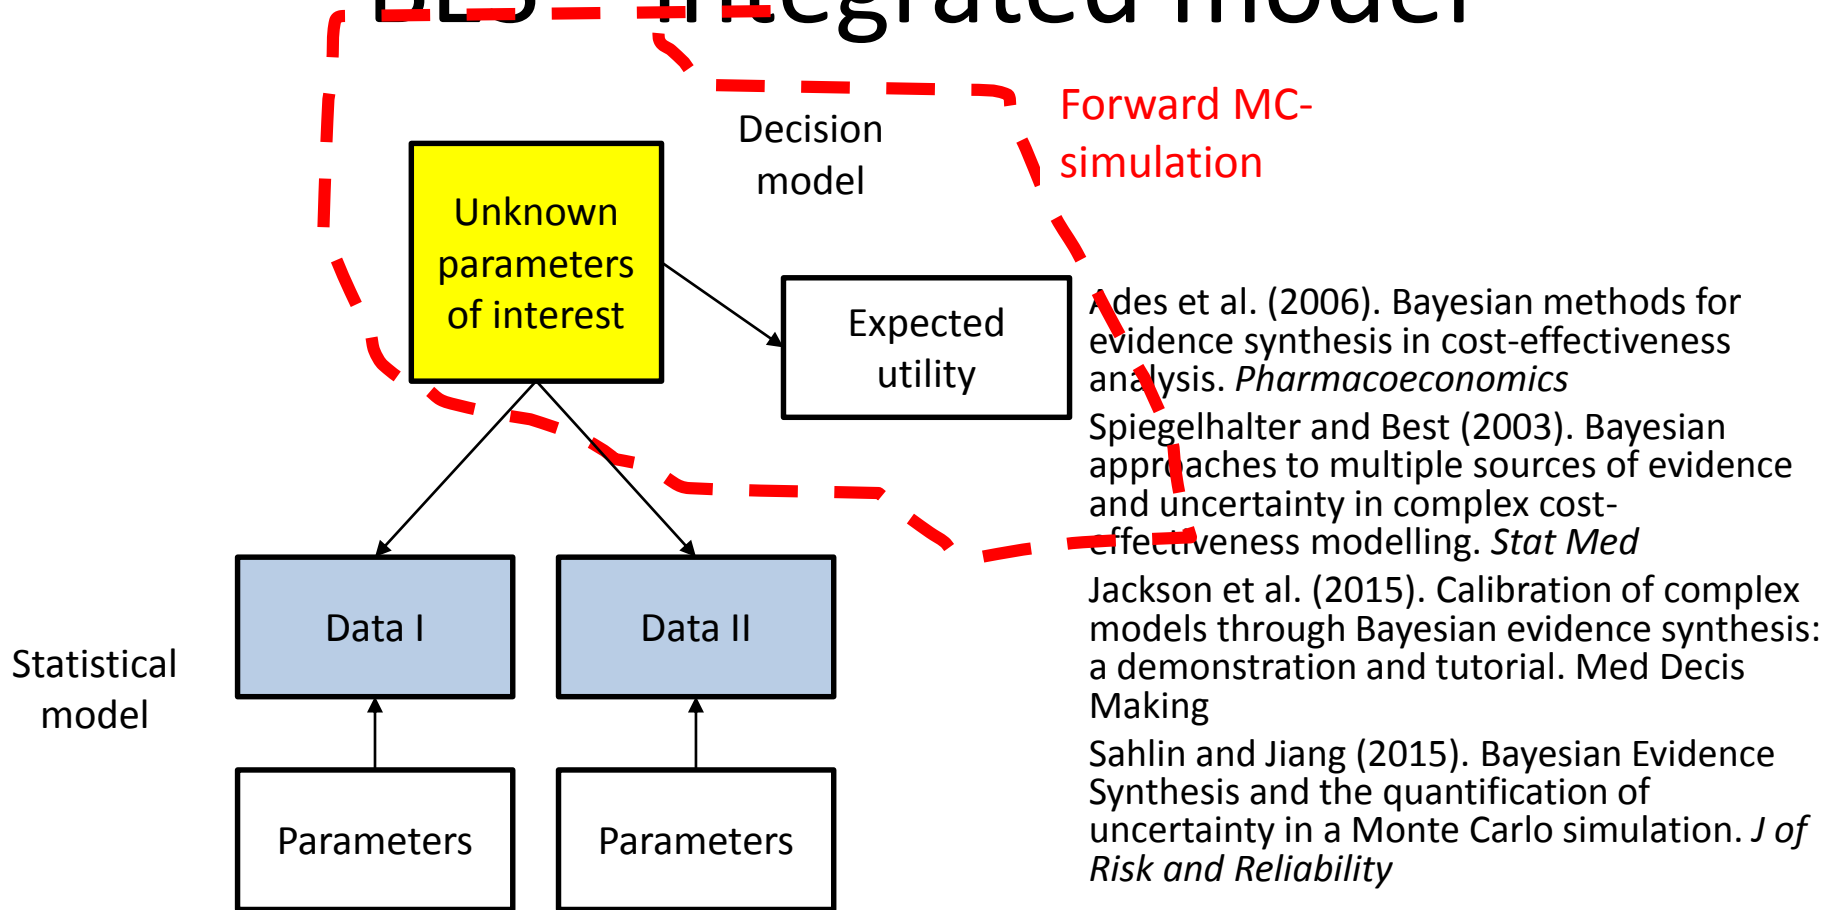 BES - Integrated model
Forward MC-
simulation
Decision
model
Unknown
parameters
of interest
Expected
utility
Ades et al. (2006). Bayesian methods for
evidence synthesis in cost-effectiveness
analysis. Pharmacoeconomics
Spiegelhalter and Best (2003). Bayesian
approaches to multiple sources of evidence
and uncertainty in complex cost-
effectiveness modelling. Stat Med
Jackson et al. (2015). Calibration of complex
models through Bayesian evidence synthesis:
a demonstration and tutorial. Med Decis
Making
Sahlin and Jiang (2015). Bayesian Evidence
Synthesis and the quantification of
uncertainty in a Monte Carlo simulation. J of
Risk and Reliability
Data I
Data II
Statistical
model
Parameters
Parameters